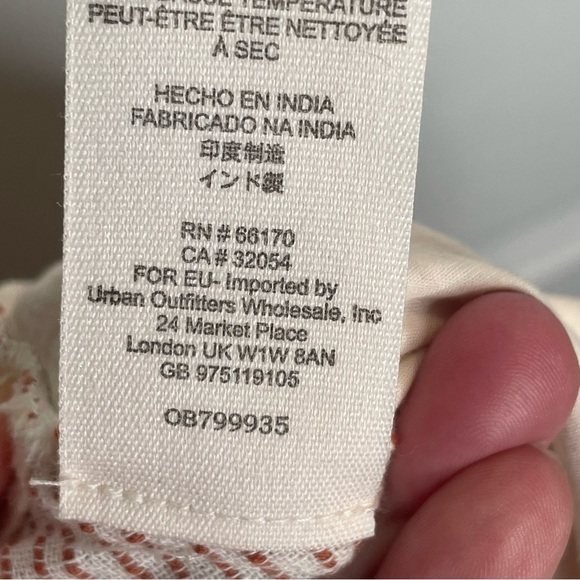 TEMPÉRATURE
PEUT-ÊTRE ÊTRE NETTOYÉE
À SEC
HECHO EN INDIA
FABRICADO NA INDIA
印度制造
インド製
RN # 66170
CA # 32054
FOR EU- Imported by
Urban Outfitters Wholesale, Inc
24 Market Place
London UK W1W 8AN
GB 975119105
OB799935